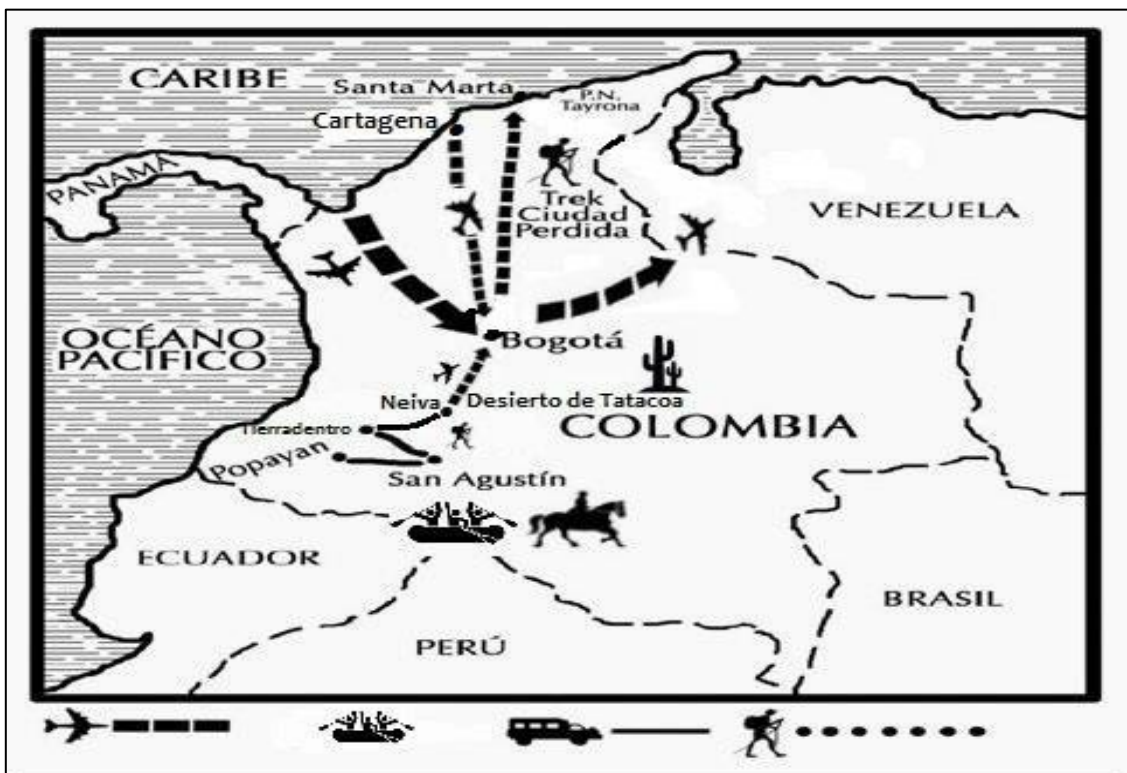 CARIBE
Santa Marta
P.N.
Tayrona
Cartagena
PANAMÁ
Trek
Ciudad
Perdida
VENEZUELA
OCÉANO
PACÍFICO
Bogotá
Neiva
Desierto de Tatacoa
Tierradentro
COLOMBIA
Popayan
San Agustín
ECUADOR
BRASIL
PERÚ